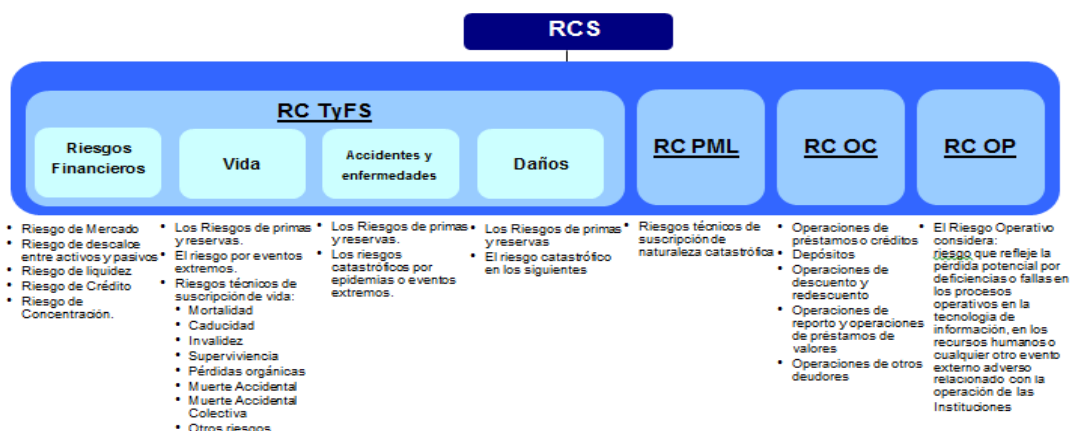 RCS
RC TyFS
Riesgos
Financieros
Vida
Accidentes y
enfermedades
Daños
RC PML
RC OC
RC OP
• Riesgo de Mercado
• Riesgo de descalce
entre activos y pasivos
• Riesgo de liquidez
• Riesgo de Crédito
• Riesgo de
Concentración.
• Los Riesgos de primas
y reservas.
• El riesgo por eventos
extremos.
• Riesgos técnicos de
suscripción de vida:
• Mortalidad
• Caducidad
• Invalidez
• Superviviencia
• Pérdidas orgánicas
• Muerte Accidental
• Muerte Accidental
Colectiva
• Otros riesgos
• Los Riesgos de primas
y reservas.
• Los riesgos
catastróficos por
epidemias o eventos
extremos.
• Los Riesgos de primas
y reservas
• El riesgo catastrófico
en los siguientes
• Riesgos técnicos de
suscripción de
naturaleza catastrófica
• Operaciones de
préstamos o créditos
• Depósitos
• Operaciones de
descuento y
redescuento
• Operaciones de
reporto y operaciones
de préstamos de
valores
• Operaciones de otros
deudores
• El Riesgo Operativo
considera:
riesgo que refleje la
pérdida potencial por
deficiencias o fallas en
los procesos
operativos en la
tecnologia de
información, en los
recursos humanos o
cualquier otro evento
externo adverso
relacionado con la
operación de las
Instituciones